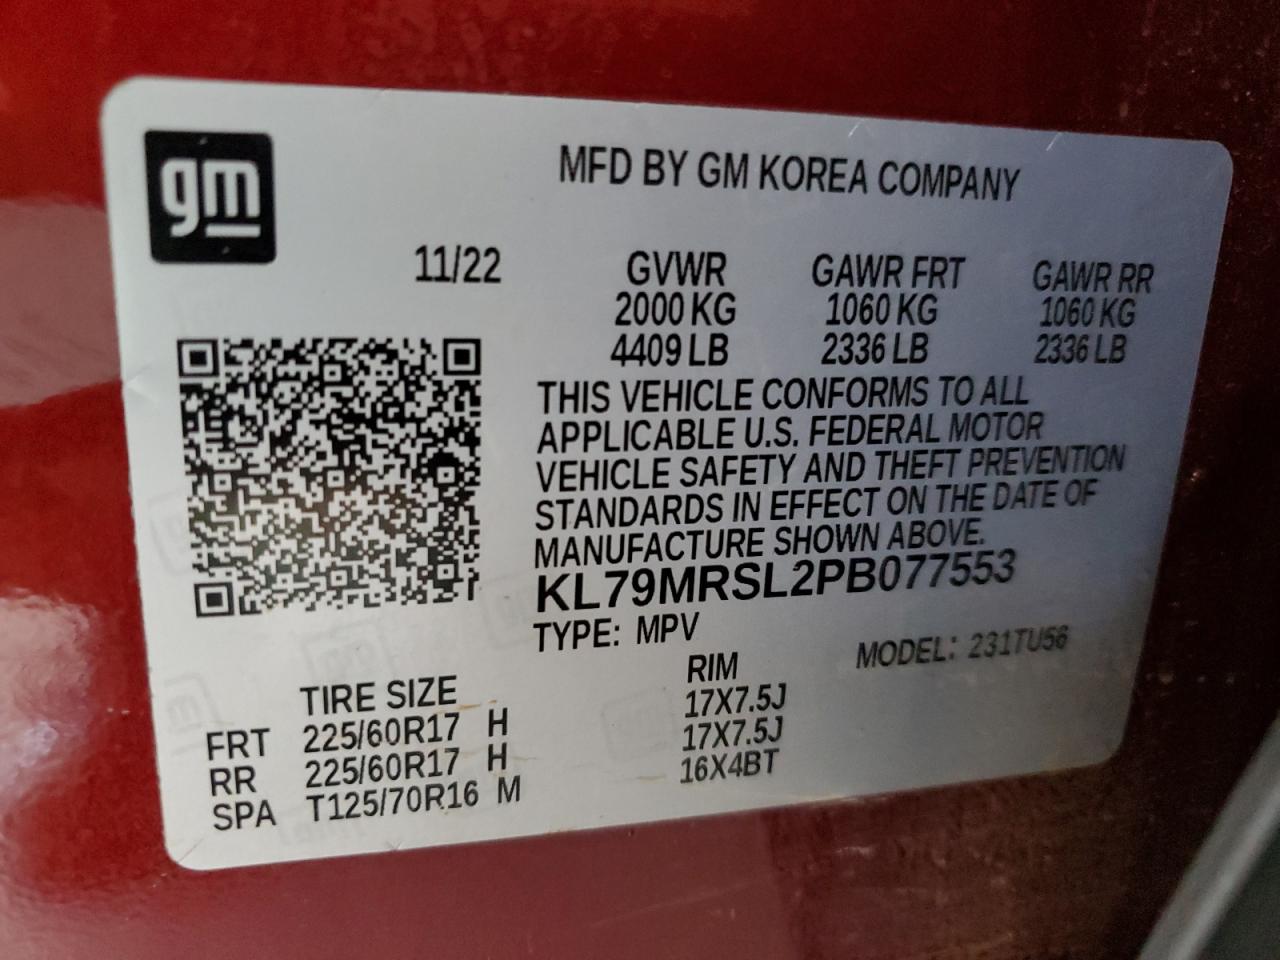 gm
MFD BY GM KOREA COMPANY
11/22 GVWR GAWR FRT GAWR RR
2000 KG 1060 KG 1060 KG
4409 LB 2336 LB 2336 LB
THIS VEHICLE CONFORMS TO ALL
APPLICABLE U.S. FEDERAL MOTOR
VEHICLE SAFETY AND THEFT PREVENTION
STANDARDS IN EFFECT ON THE DATE OF
MANUFACTURE SHOWN ABOVE.
KL79MRSL2PB077553
TYPE: MPV MODEL: 231TU56
TIRE SIZE RIM
FRT 225/60R17 H 17X7.5J
RR 225/60R17 H 17X7.5J
SPA T125/70R16 M 16X4BT